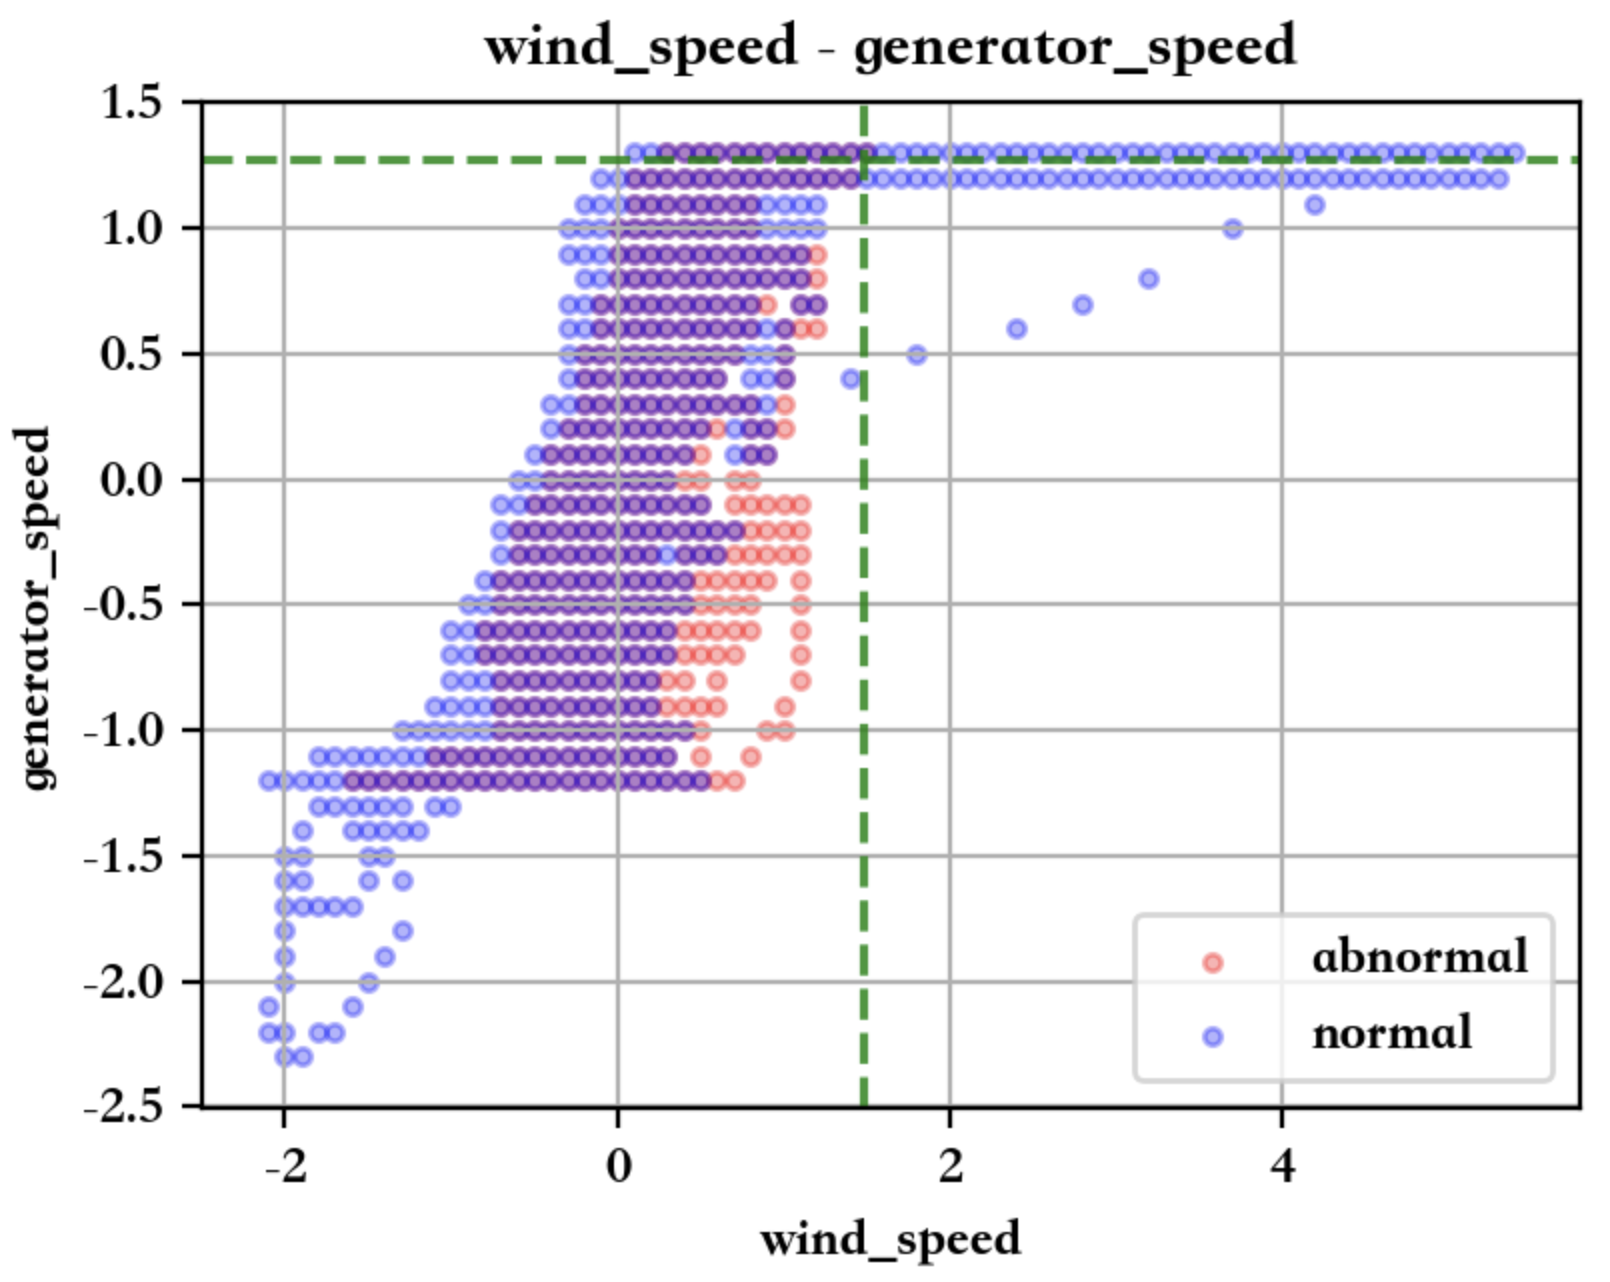 wind_speed - generator_speed
1.5
1.0
0.5
0.0
-0.5
-1.0
-1.5
-2.0
-2.5
generator_speed
abnormal
normal
-2 0 2 4
wind_speed